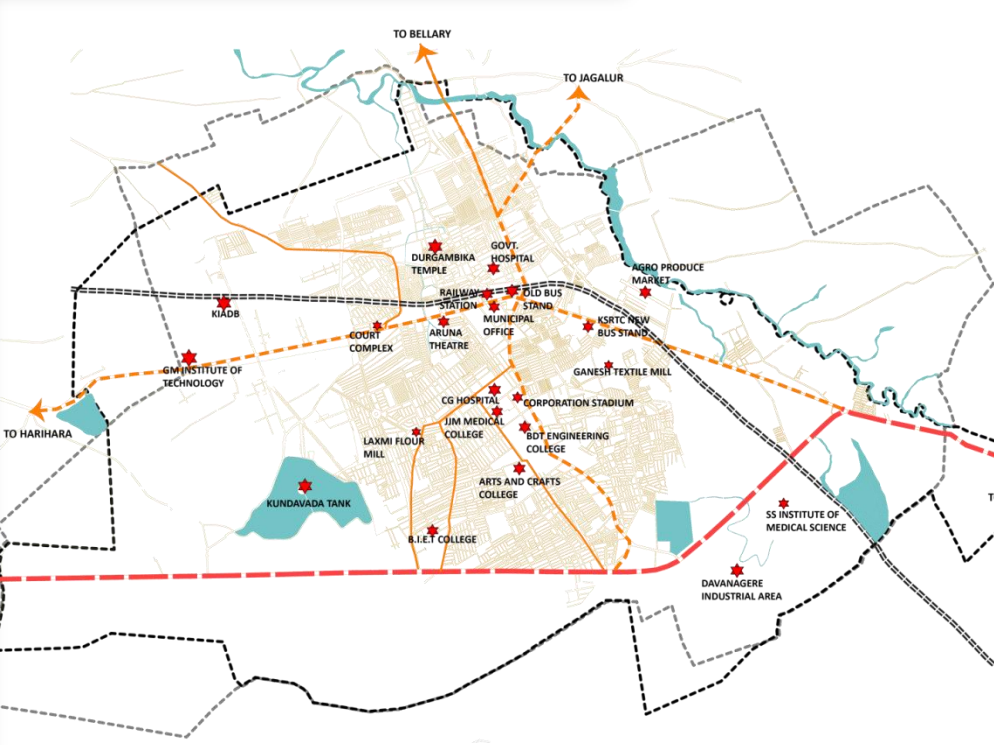 TO BELLARY
TO JAGALUR
DURGAMBIKA
TEMPLE
GOVT.
HOSPITAL
AGRO PRODUCE
MARKET
RAILWAY
STATION
OLD BUS
STAND
KIADB
MUNICIPAL
OFFICE
KSRTC NEW
BUS STAND
COURT
COMPLEX
ARUNA
THEATRE
GM INSTITUTE OF
TECHNOLOGY
GANESH TEXTILE MILL
CG HOSPITAL
CORPORATION STADIUM
TO HARIHARA
JJM MEDICAL
COLLEGE
LAXMI FLOUR
MILL
BDT ENGINEERING
COLLEGE
ARTS AND CRAFTS
COLLEGE
KUNDAVADA TANK
T
SS INSTITUTE OF
MEDICAL SCIENCE
B.I.E.T COLLEGE
DAVANAGERE
INDUSTRIAL AREA